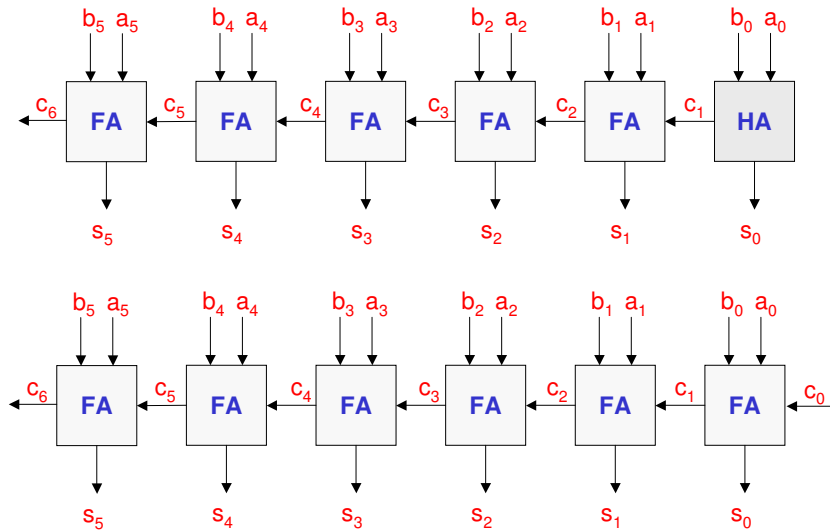 b₅ a₅ b₄ a₄ b₃ a₃ b₂ a₂ b₁ a₁ b₀ a₀
c₆ FA c₅ FA c₄ FA c₃ FA c₂ FA c₁ HA
s₅ s₄ s₃ s₂ s₁ s₀
b₅ a₅ b₄ a₄ b₃ a₃ b₂ a₂ b₁ a₁ b₀ a₀
c₆ FA c₅ FA c₄ FA c₃ FA c₂ FA c₁ FA c₀
s₅ s₄ s₃ s₂ s₁ s₀